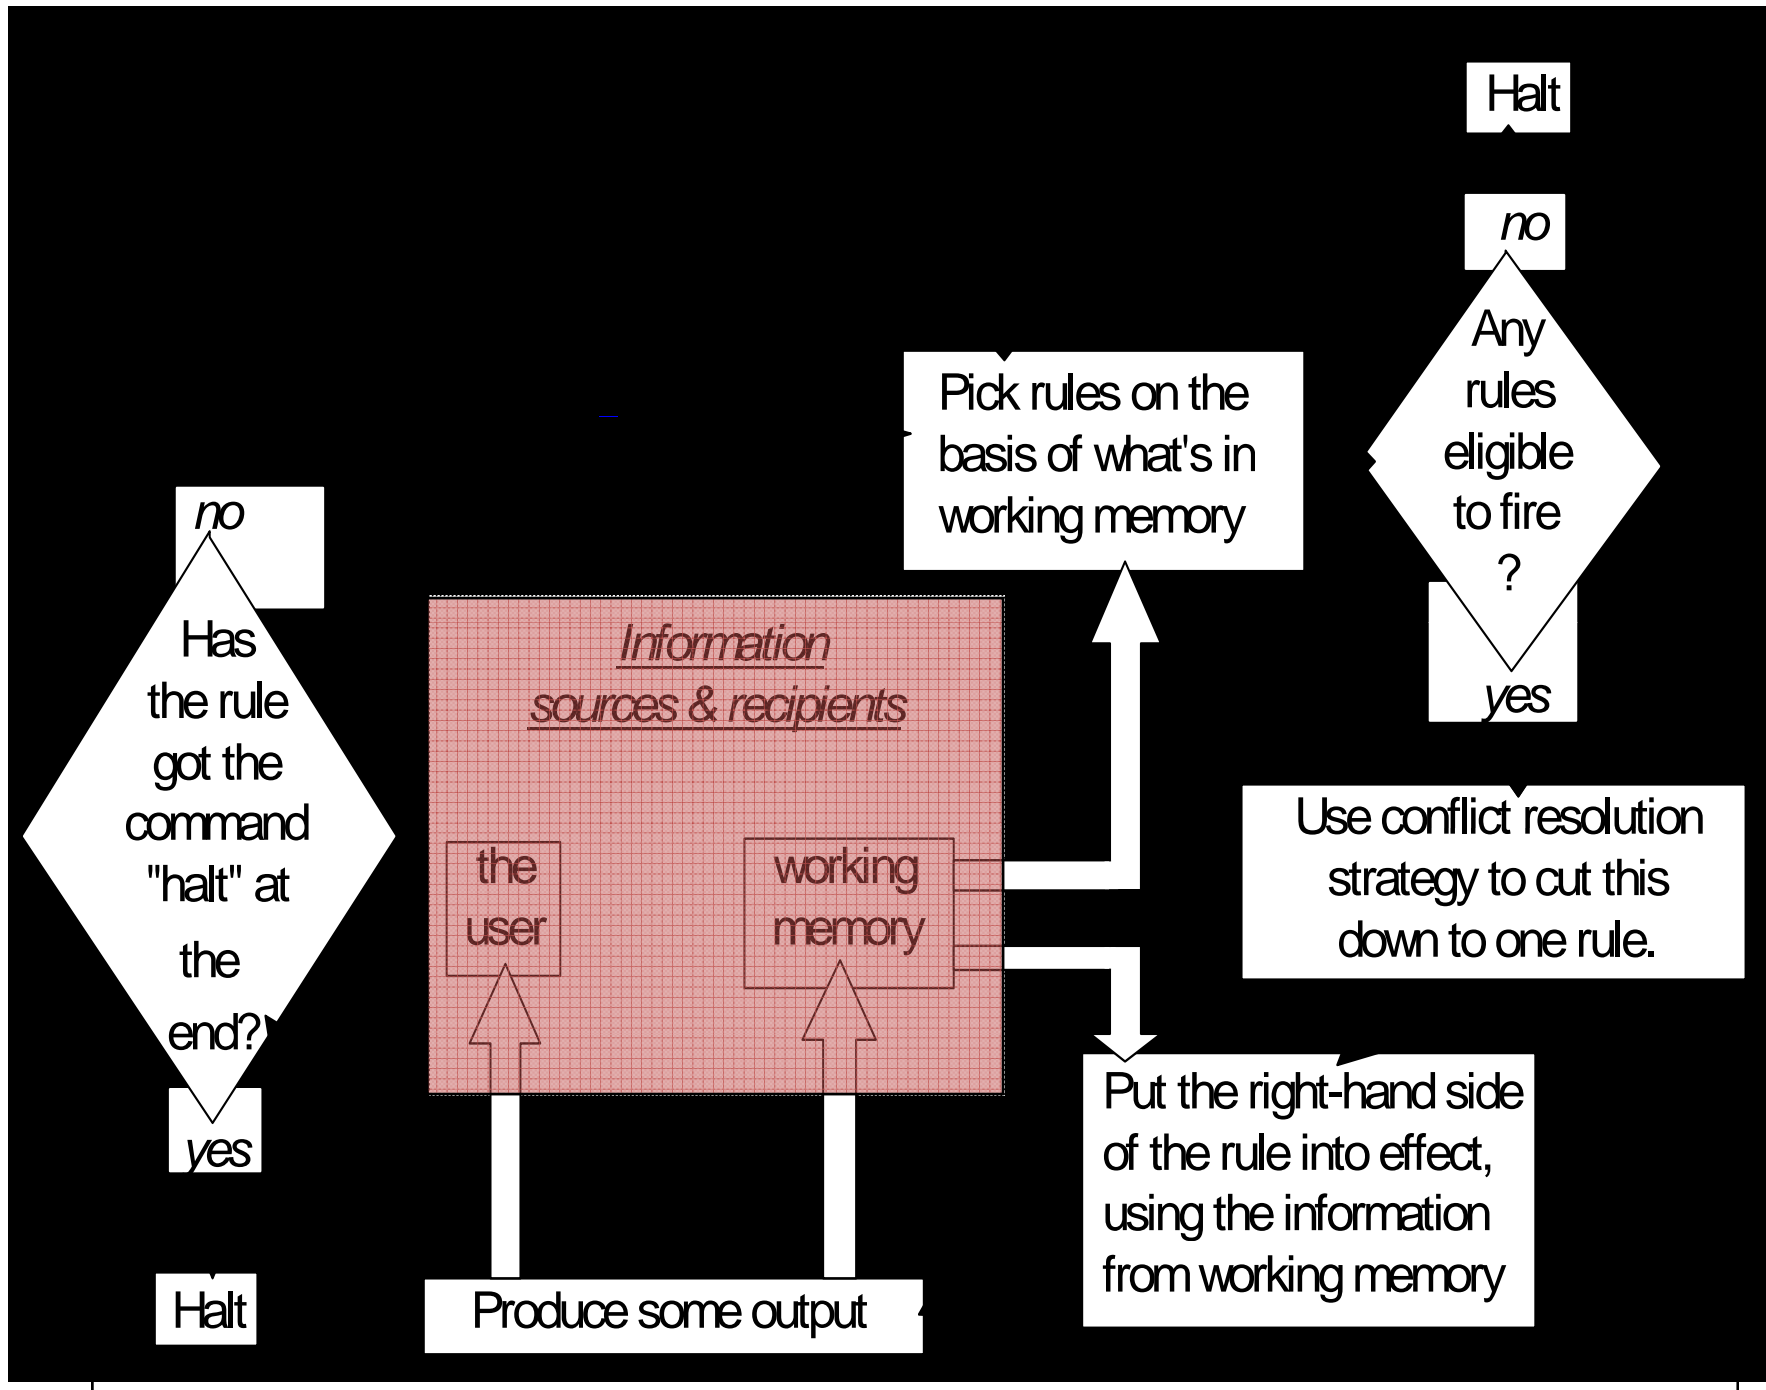 Halt
no
Any
rules
eligible
to fire
?
yes
Pick rules on the
basis of what's in
working memory
no
Has
the rule
got the
command
"halt" at
the
end?
yes
Halt
Information
sources & recipients
the
user
working
memory
Use conflict resolution
strategy to cut this
down to one rule.
Put the right-hand side
of the rule into effect,
using the information
from working memory
Produce some output